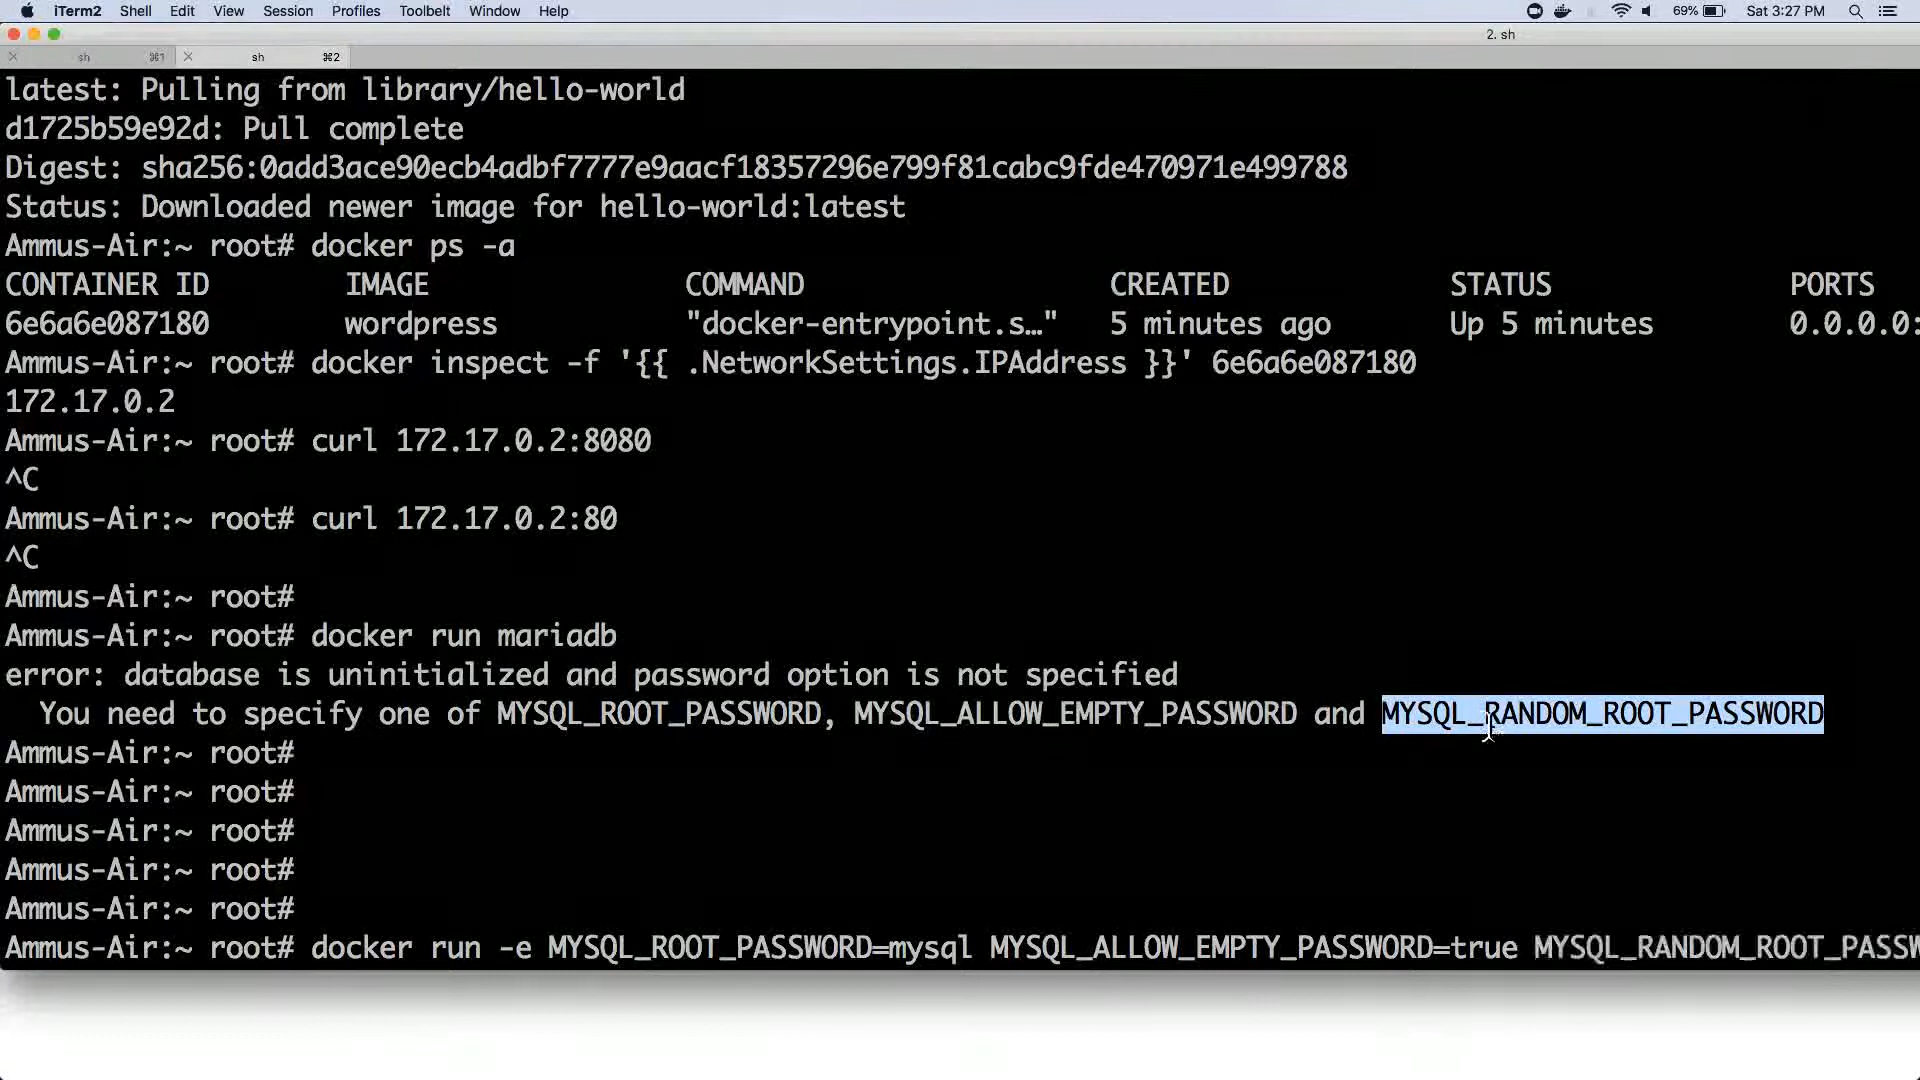 iTerm2 Shell Edit View Session Profiles Toolbelt Window Help 69% Sat 3:27 PM
2. sh
sh ⌘1 sh ⌘2
latest: Pulling from library/hello-world
d1725b59e92d: Pull complete
Digest: sha256:0add3ace90ecb4adbf7777e9aacf18357296e799f81cabc9fde470971e499788
Status: Downloaded newer image for hello-world:latest
Ammus-Air:~ root# docker ps -a
CONTAINER ID IMAGE COMMAND CREATED STATUS PORTS
6e6a6e087180 wordpress "docker-entrypoint.s…" 5 minutes ago Up 5 minutes 0.0.0.0:
Ammus-Air:~ root# docker inspect -f '{{ .NetworkSettings.IPAddress }}' 6e6a6e087180
172.17.0.2
Ammus-Air:~ root# curl 172.17.0.2:8080
^C
Ammus-Air:~ root# curl 172.17.0.2:80
^C
Ammus-Air:~ root#
Ammus-Air:~ root# docker run mariadb
error: database is uninitialized and password option is not specified
You need to specify one of MYSQL_ROOT_PASSWORD, MYSQL_ALLOW_EMPTY_PASSWORD and MYSQL_RANDOM_ROOT_PASSWORD
Ammus-Air:~ root#
Ammus-Air:~ root#
Ammus-Air:~ root#
Ammus-Air:~ root#
Ammus-Air:~ root#
Ammus-Air:~ root# docker run -e MYSQL_ROOT_PASSWORD=mysql MYSQL_ALLOW_EMPTY_PASSWORD=true MYSQL_RANDOM_ROOT_PASSW